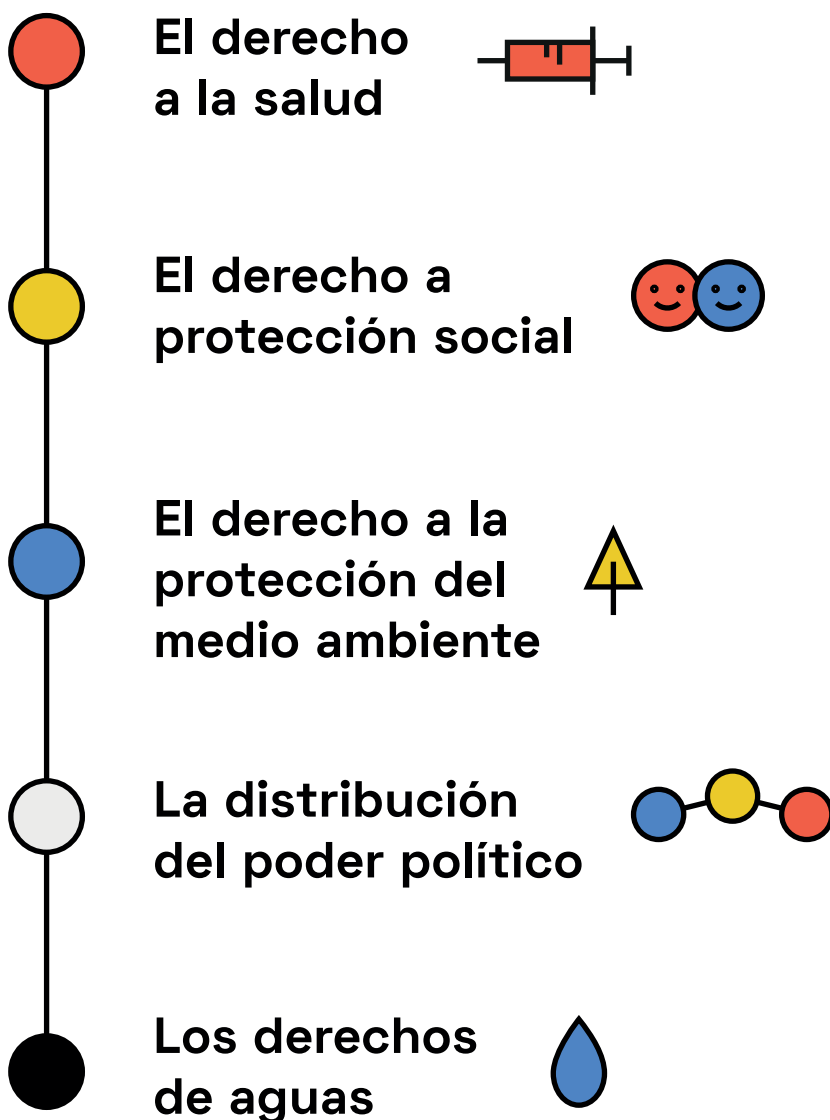 El derecho
a la salud
El derecho a
protección social
El derecho a la
protección del
medio ambiente
La distribución
del poder político
Los derechos
de aguas